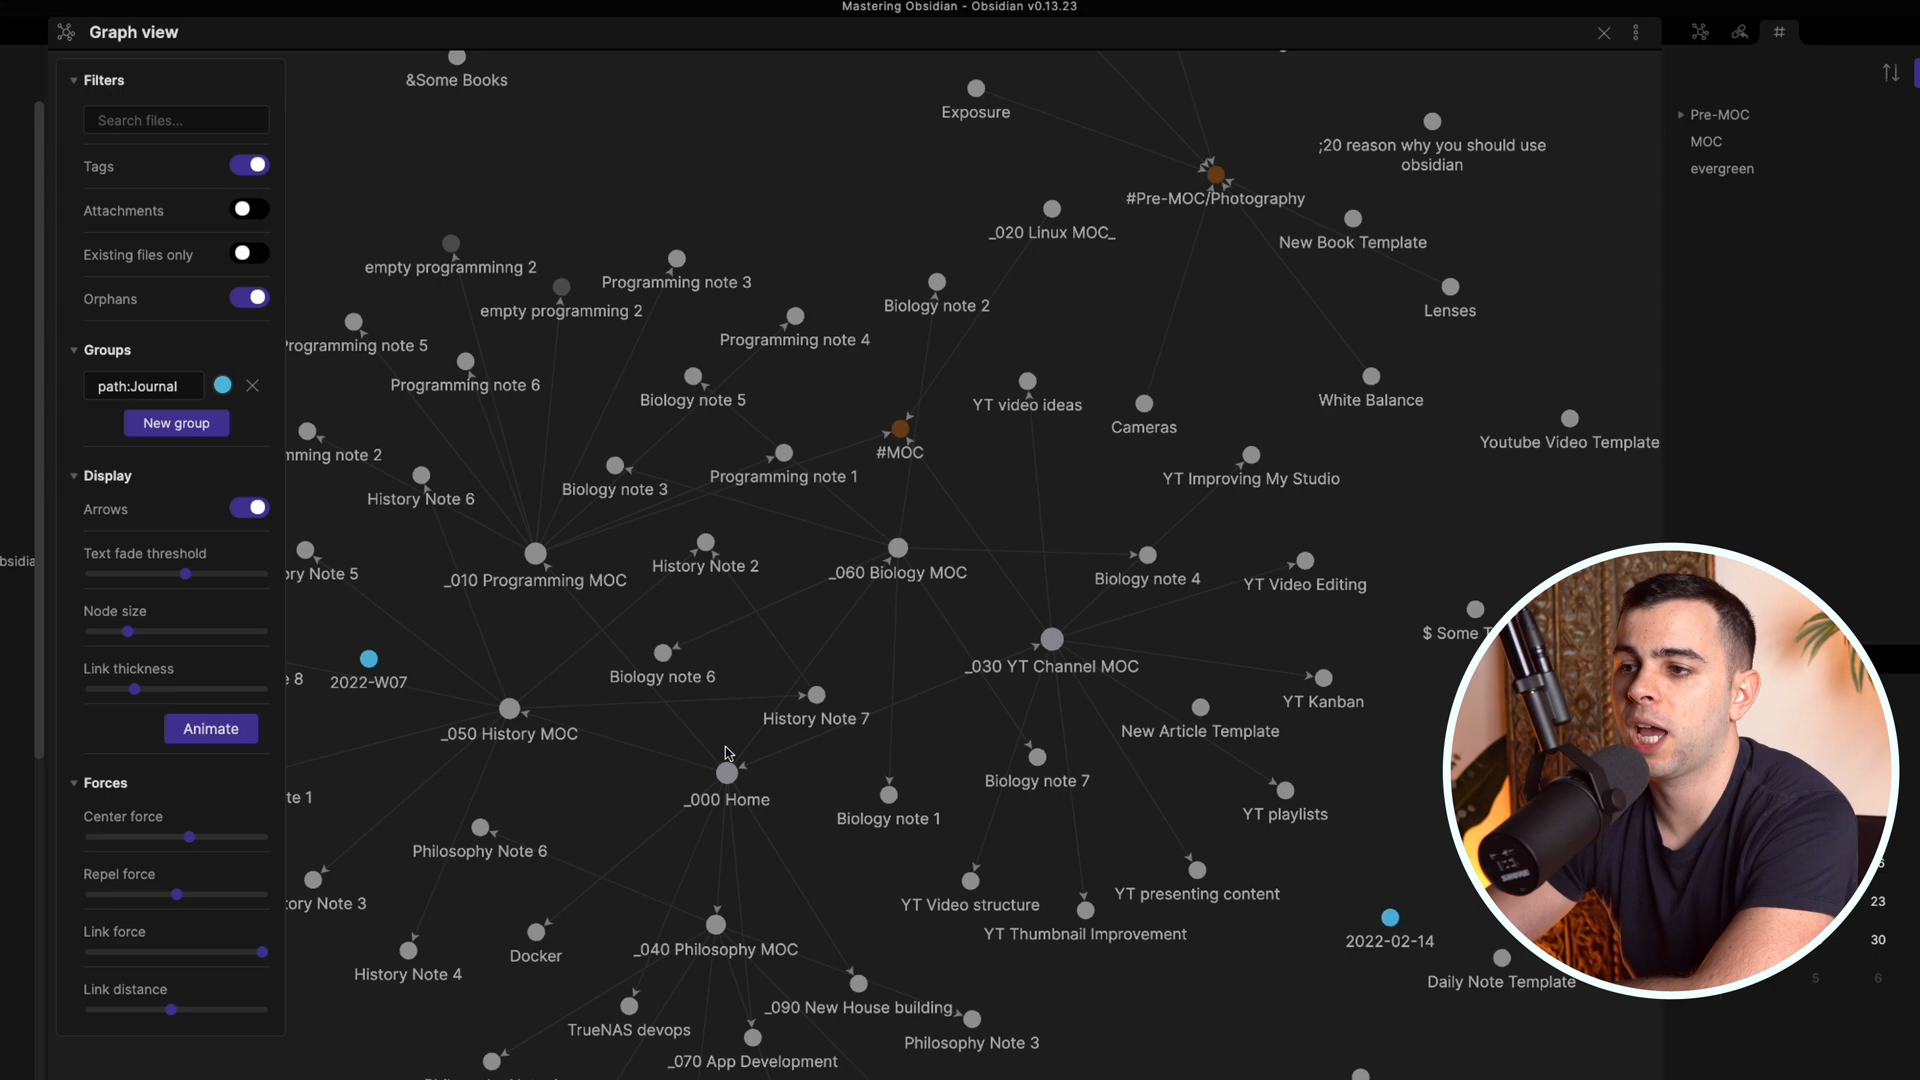 Mastering Obsidian - Obsidian v0.13.23
Graph view
Filters
Search files...
Tags
Attachments
Existing files only
Orphans
Groups
path:Journal
New group
Display
Arrows
Text fade threshold
Node size
Link thickness
Animate
Forces
Center force
Repel force
Link force
Link distance
bsidia
&Some Books
Exposure
;20 reason why you should use
obsidian
#Pre-MOC/Photography
_020 Linux MOC_
New Book Template
empty programminng 2
Programming note 3
empty programming 2
Biology note 2
Lenses
Programming note 5
Programming note 4
Programming note 6
Biology note 5
YT video ideas
White Balance
Cameras
Youtube Video Template
mming note 2
#MOC
History Note 6
Biology note 3
Programming note 1
YT Improving My Studio
ory Note 5
_010 Programming MOC
History Note 2
_060 Biology MOC
Biology note 4
YT Video Editing
$ Some T
e 8
2022-W07
Biology note 6
_030 YT Channel MOC
YT Kanban
_050 History MOC
History Note 7
New Article Template
te 1
_000 Home
Biology note 7
Biology note 1
YT playlists
Philosophy Note 6
tory Note 3
YT Video structure
YT presenting content
History Note 4
Docker
_040 Philosophy MOC
YT Thumbnail Improvement
2022-02-14
Daily Note Template
TrueNAS devops
_090 New House building
_070 App Development
Philosophy Note 3
Pre-MOC
MOC
evergreen
#
23
30
5
6
SHURE